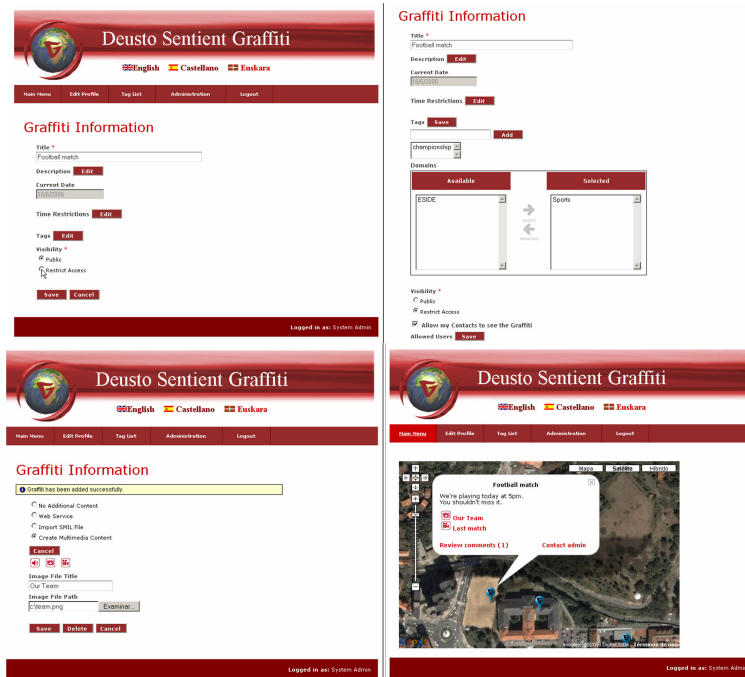 Deusto Sentient Graffiti
English Castellano Euskara
Main Menu Edit Profile Tag List Administration Logout
Graffiti Information
Title *
Football match
Description Edit
Current Date
18/6/2006
Time Restrictions Edit
Tags Edit
Visibility *
Public
Restrict Access
Save Cancel
Logged in as: System Admin
Graffiti Information
Title *
Football match
Description Edit
Current Date
18/6/2006
Time Restrictions Edit
Tags Save
Add
championship
Domains
Available Selected
ESIDE Sports
Visibility *
Public
Restrict Access
Allow my Contacts to see the Graffiti
Allowed Users Save
Deusto Sentient Graffiti
English Castellano Euskara
Main Menu Edit Profile Tag List Administration Logout
Graffiti Information
Graffiti has been added successfully.
No Additional Content
Web Service
Import SMIL File
Create Multimedia Content
Cancel
Image File Title
Our Team
Image File Path
c:\team.png Examinar...
Save Delete Cancel
Logged in as: System Admin
Deusto Sentient Graffiti
English Castellano Euskara
Main Menu Edit Profile Tag List Administration Logout
Mapa Satélite Híbrido
Football match
We're playing today at 5pm.
You shouldn't miss it.
Our Team
Last match
Review comments (1) Contact admin
Logged in as: System Admin